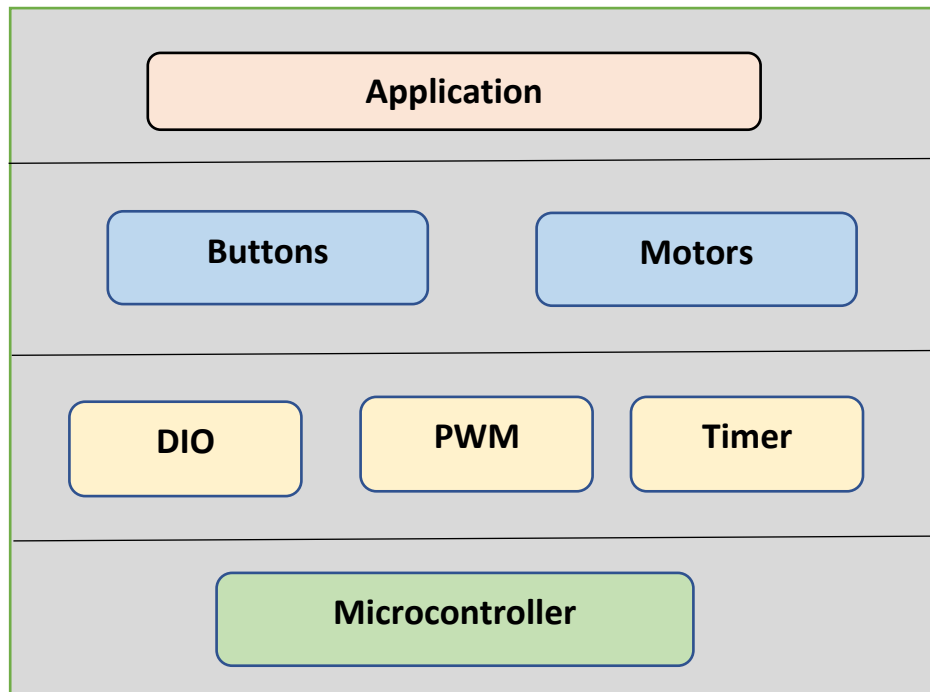 Application
Buttons
Motors
DIO
PWM
Timer
Microcontroller